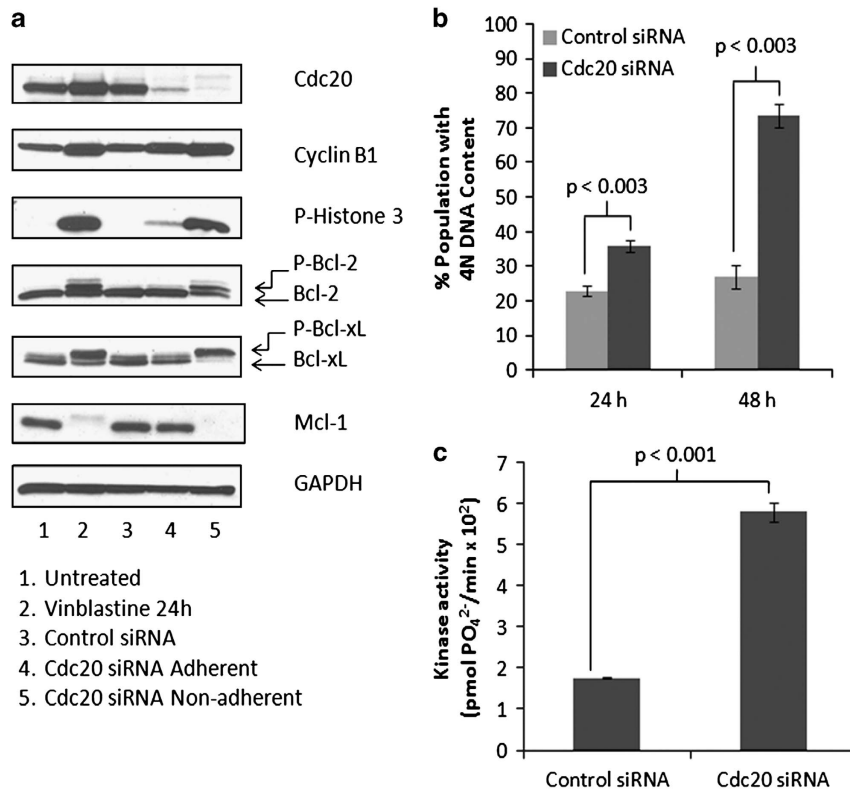 a
Cdc20
Cyclin B1
P-Histone 3
P-Bcl-2
Bcl-2
P-Bcl-xL
Bcl-xL
Mcl-1
GAPDH
1 2 3 4 5
1. Untreated
2. Vinblastine 24h
3. Control siRNA
4. Cdc20 siRNA Adherent
5. Cdc20 siRNA Non-adherent
b
% Population with
4N DNA Content
100
90
80
70
60
50
40
30
20
10
0
Control siRNA
Cdc20 siRNA
p < 0.003
p < 0.003
24 h
48 h
c
Kinase activity
(pmol PO₄²⁻/min x 10²)
7
6
5
4
3
2
1
0
p < 0.001
Control siRNA
Cdc20 siRNA